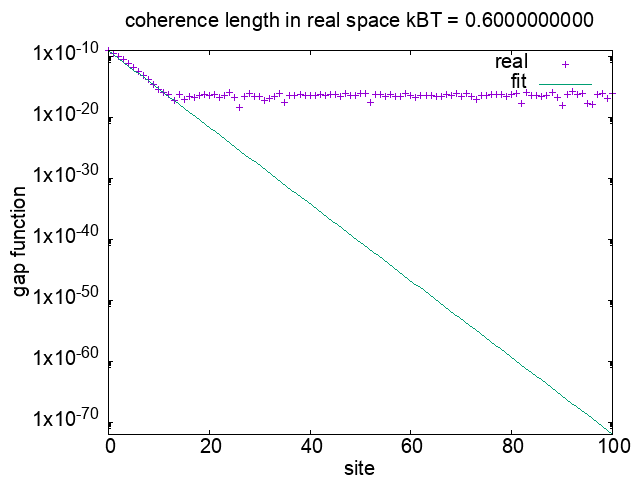 coherence length in real space kBT = 0.6000000000
1x10^-10
1x10^-20
1x10^-30
1x10^-40
1x10^-50
1x10^-60
1x10^-70
gap function
real
fit
0 20 40 60 80 100
site